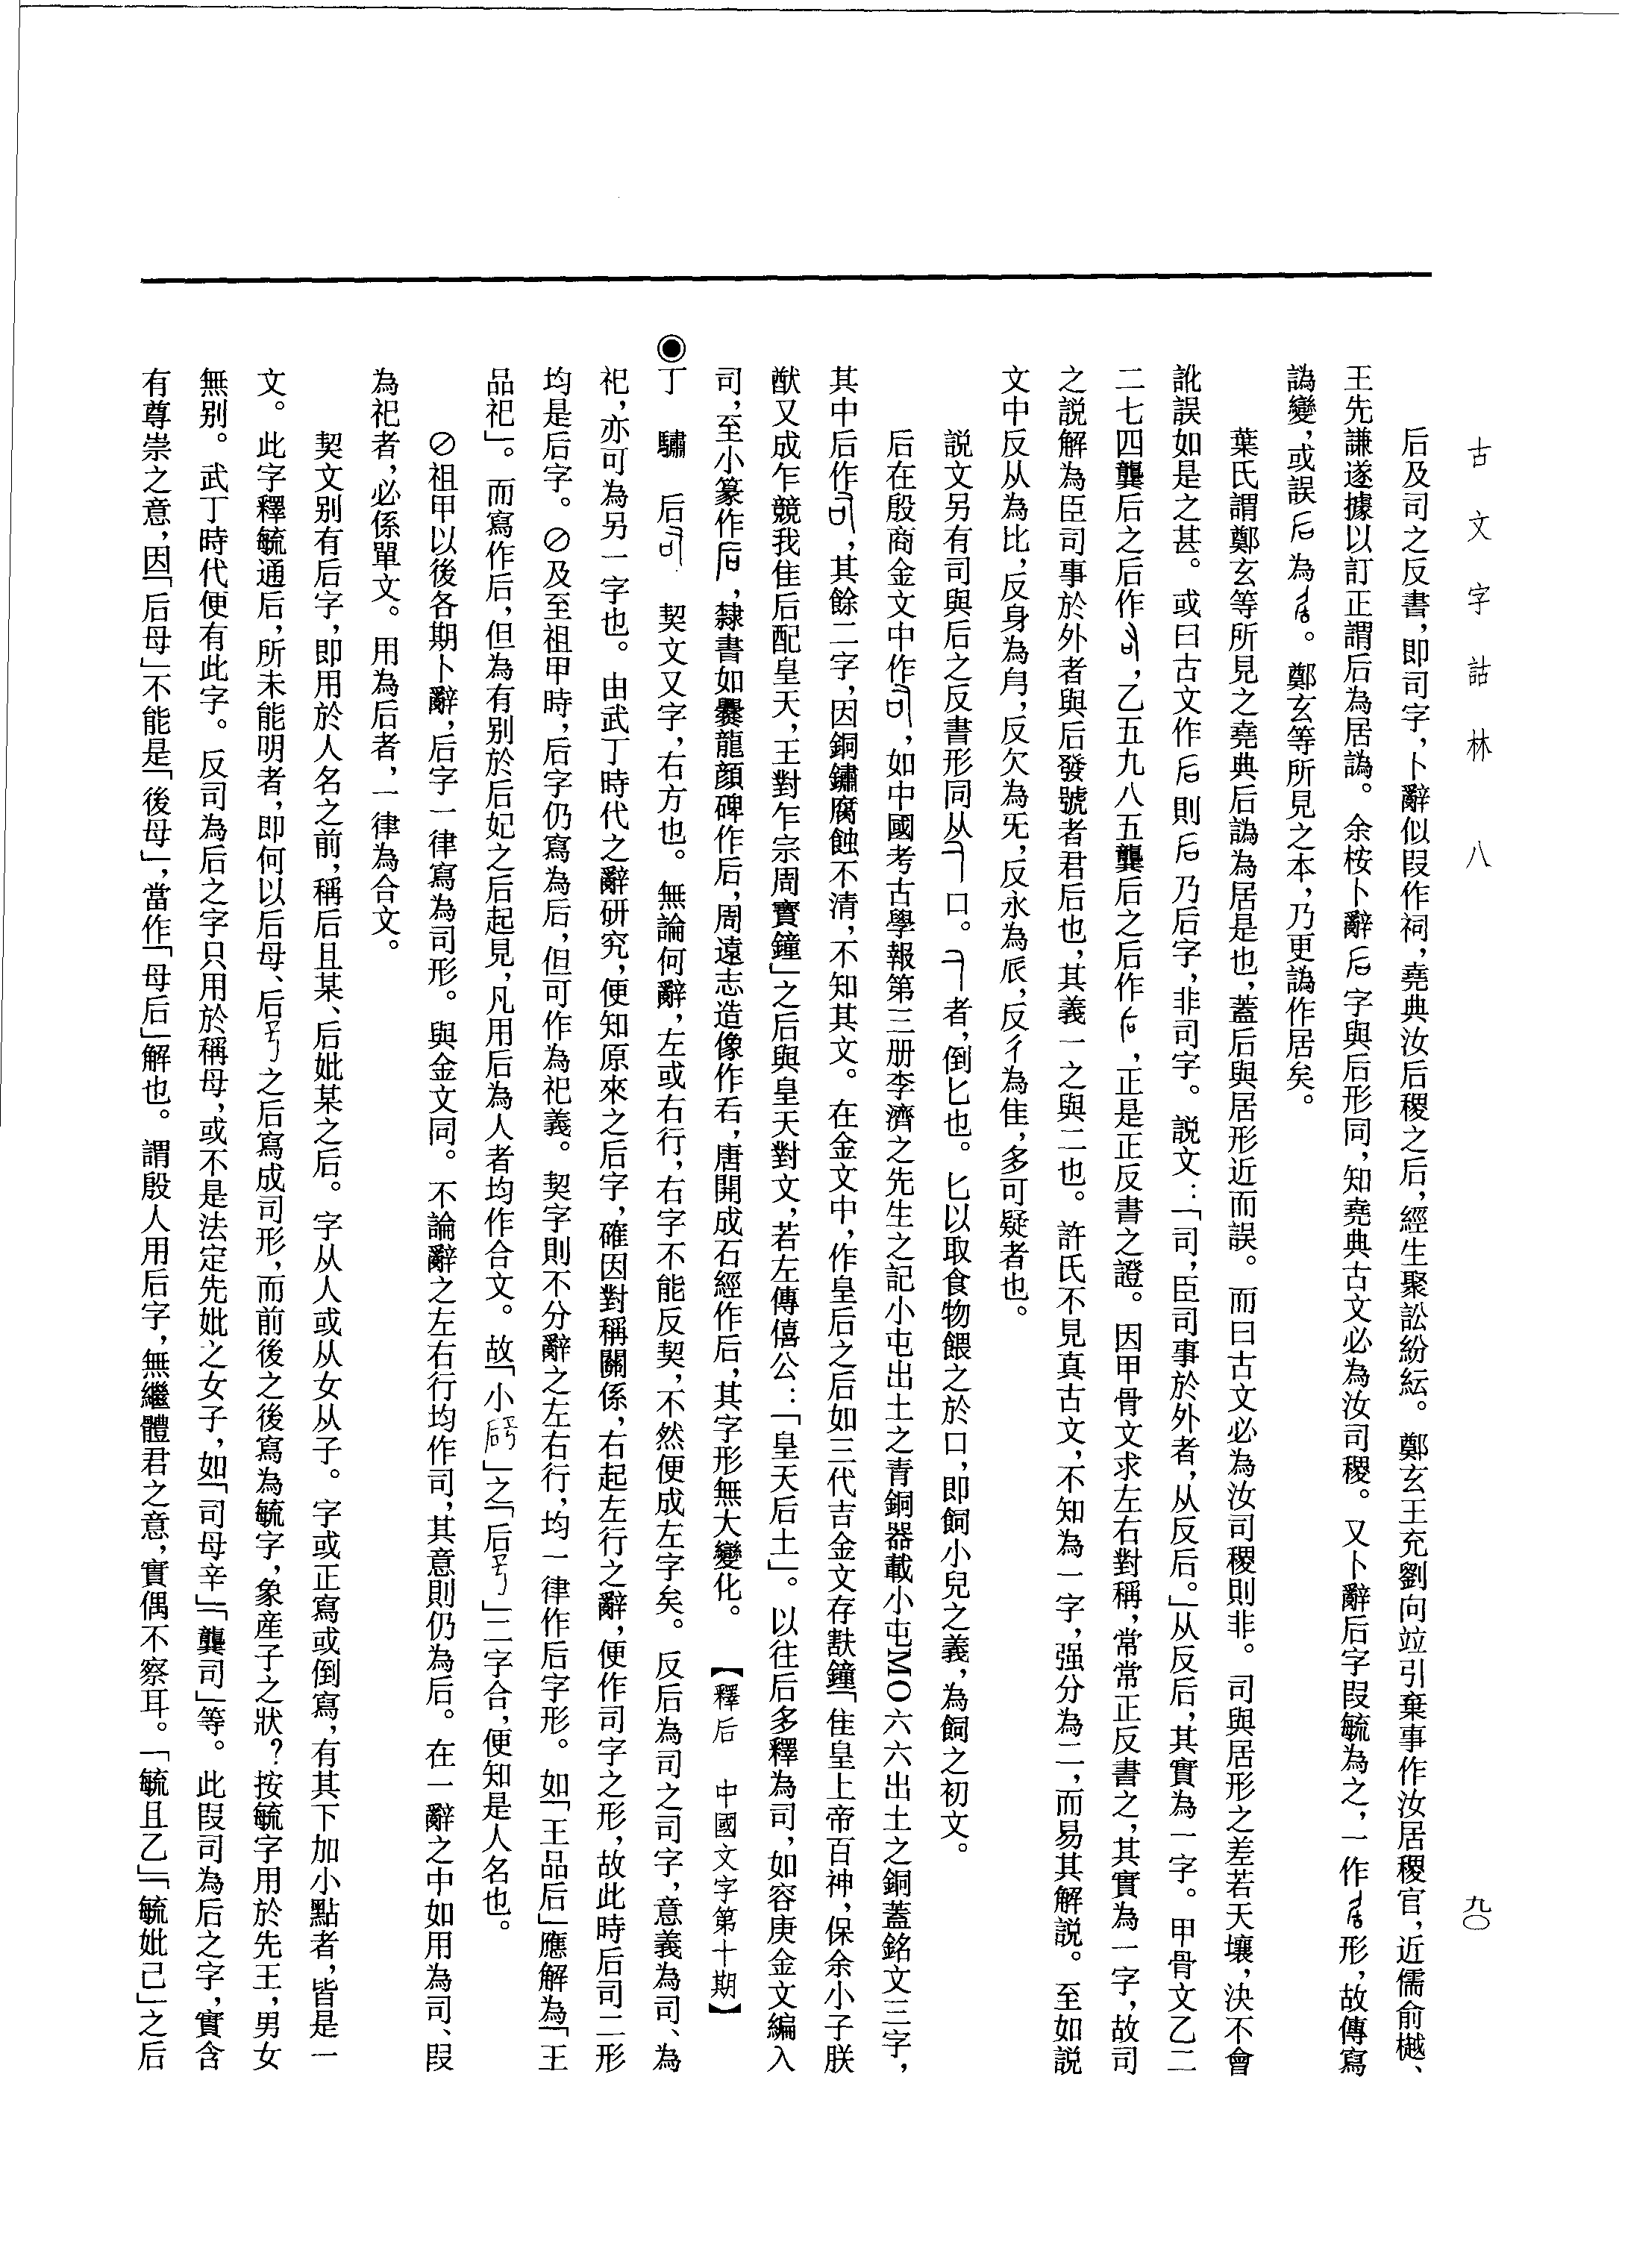 古文字詁林 八
九〇
后及司之反書，即司字，卜辭似叚作祠，堯典汝后稷之后，經生聚訟紛紜。鄭玄王充劉向竝引棄事作汝居稷官，近儒俞樾、
王先謙遂據以訂正謂后為居譌。余桉卜辭字與后形同，知堯典古文必為汝司稷。又卜辭后字叚毓為之，一作形，故傳寫
譌變，或誤為。鄭玄等所見之本，乃更譌作居矣。
葉氏謂鄭玄等所見之堯典后譌為居是也，蓋后與居形近而誤。而曰古文必為汝司稷則非。司與居形之差若天壤，決不會
訛誤如是之甚。或曰古文作則乃后字，非司字。説文：「司，臣司事於外者，从反后。」从反后，其實為一字。甲骨文乙二
二七四龔后之后作，乙五九八五龔后之后作，正是正反書之證。因甲骨文求左右對稱，常常正反書之，其實為一字，故司
之説解為臣司事於外者與后發號者君后也，其義一之與二也。許氏不見真古文，不知為一字，强分為二，而易其解説。至如説
文中反从為比，反身為㐆，反欠為旡，反永為𠂢，反彳為隹，多可疑者也。
説文另有司與后之反書形同从口。者，倒匕也。匕以取食物餵之於口，即飼小兒之義，為飼之初文。
后在殷商金文中作，如中國考古學報第三册李濟之先生之記小屯出土之青銅器載小屯MO六六出土之銅蓋銘文三字，
其中后作，其餘二字，因銅鏽腐蝕不清，不知其文。在金文中，作皇后之后如三代吉金文存㝬鐘「隹皇上帝百神，保余小子朕
猷又成乍競我隹后配皇天，王對乍宗周寶鐘」之后與皇天對文，若左傳僖公：「皇天后土」。以往后多釋為司，如容庚金文編入
司，至小篆作，隸書如爨龍顔碑作后，周遠志造像作后，唐開成石經作后，其字形無大變化。【釋后 中國文字第十期】
◉丁 驌 后 契文又字，右方也。無論何辭，左或右行，右字不能反契，不然便成左字矣。反后為司之司字，意義為司、為
祀，亦可為另一字也。由武丁時代之辭研究，便知原來之后字，確因對稱關係，右起左行之辭，便作司字之形，故此時后司二形
均是后字。⊘及至祖甲時，后字仍寫為后，但可作為祀義。契字則不分辭之左右行，均一律作后字形。如「王品后」應解為「王
品祀」。而寫作后，但為有别於后妃之后起見，凡用后為人者均作合文。故「小」之「后」二字合，便知是人名也。
⊘祖甲以後各期卜辭，后字一律寫為司形。與金文同。不論辭之左右行均作司，其意則仍為后。在一辭之中如用為司、叚
為祀者，必係單文。用為后者，一律為合文。
契文别有后字，即用於人名之前，稱后且某、后妣某之后。字从人或从女从子。字或正寫或倒寫，有其下加小點者，皆是一
文。此字釋毓通后，所未能明者，即何以后母、后之后寫成司形，而前後之後寫為毓字，象産子之狀？按毓字用於先王，男女
無别。武丁時代便有此字。反司為后之字只用於稱母，或不是法定先妣之女子，如「司母辛」「龔司」等。此叚司為后之字，實含
有尊崇之意，因「后母」不能是「後母」，當作「母后」解也。謂殷人用后字，無繼體君之意，實偶不察耳。「毓且乙」「毓妣己」之后